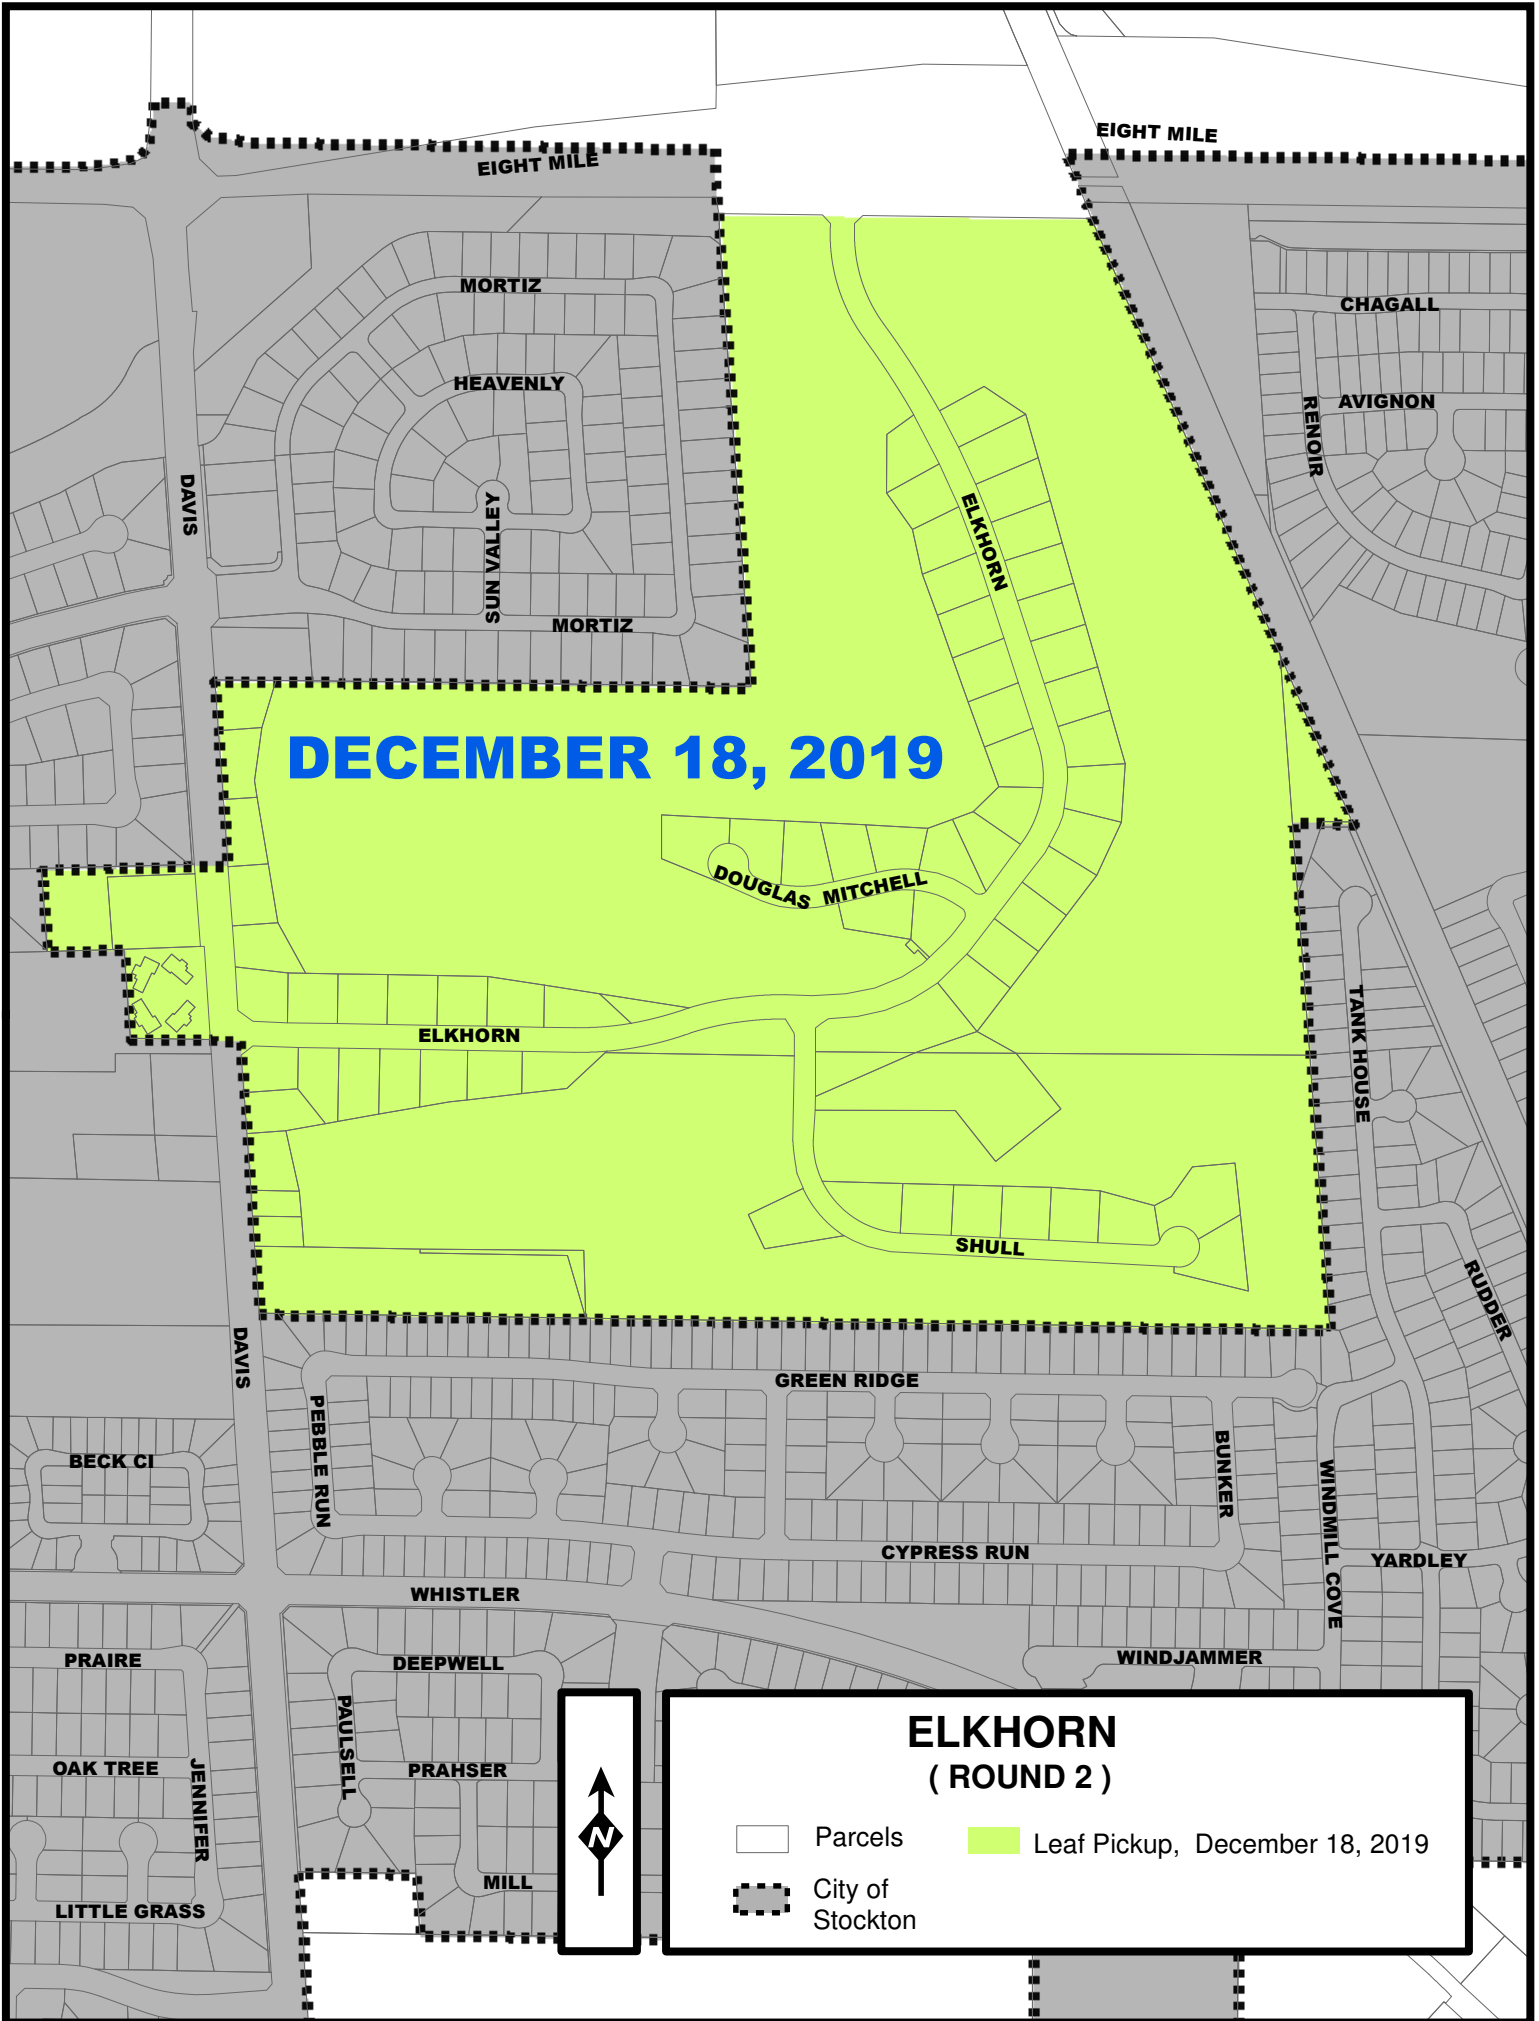 EIGHT MILE
EIGHT MILE
MORTIZ
CHAGALL
HEAVENLY
AVIGNON
RENOIR
DAVIS
SUN VALLEY
ELKHORN
MORTIZ
DECEMBER 18, 2019
DOUGLAS MITCHELL
TANK HOUSE
ELKHORN
SHULL
RUDDER
DAVIS
GREEN RIDGE
PEBBLE RUN
BUNKER
BECK CI
WINDMILL COVE
CYPRESS RUN
YARDLEY
WHISTLER
PRAIRE
DEEPWELL
WINDJAMMER
PAULSELL
OAK TREE
JENNIFER
PRAHSER
MILL
LITTLE GRASS
N
ELKHORN
( ROUND 2 )
Parcels
Leaf Pickup, December 18, 2019
City of
Stockton